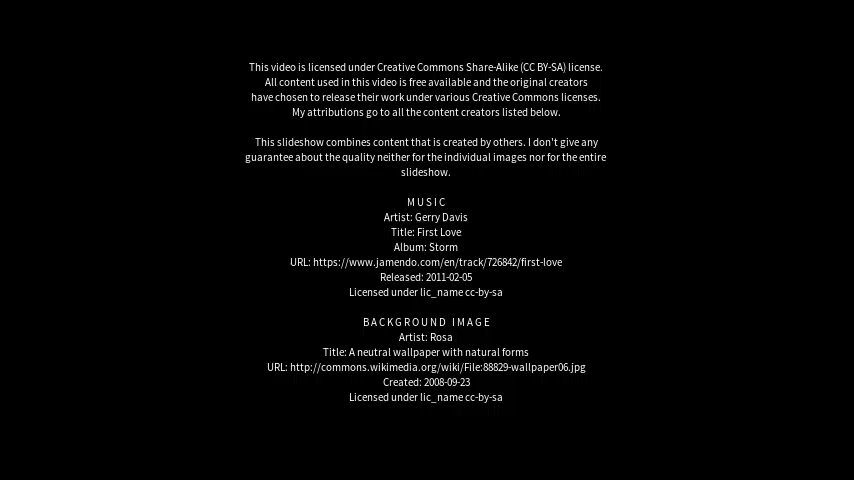 This video is licensed under Creative Commons Share-Alike (CC BY-SA) license.
All content used in this video is free available and the original creators
have chosen to release their work under various Creative Commons licenses.
My attributions go to all the content creators listed below.
This slideshow combines content that is created by others. I don't give any
guarantee about the quality neither for the individual images nor for the entire
slideshow.
M U S I C
Artist: Gerry Davis
Title: First Love
Album: Storm
URL: https://www.jamendo.com/en/track/726842/first-love
Released: 2011-02-05
Licensed under lic_name cc-by-sa
B A C K G R O U N D  I M A G E
Artist: Rosa
Title: A neutral wallpaper with natural forms
URL: http://commons.wikimedia.org/wiki/File:88829-wallpaper06.jpg
Created: 2008-09-23
Licensed under lic_name cc-by-sa